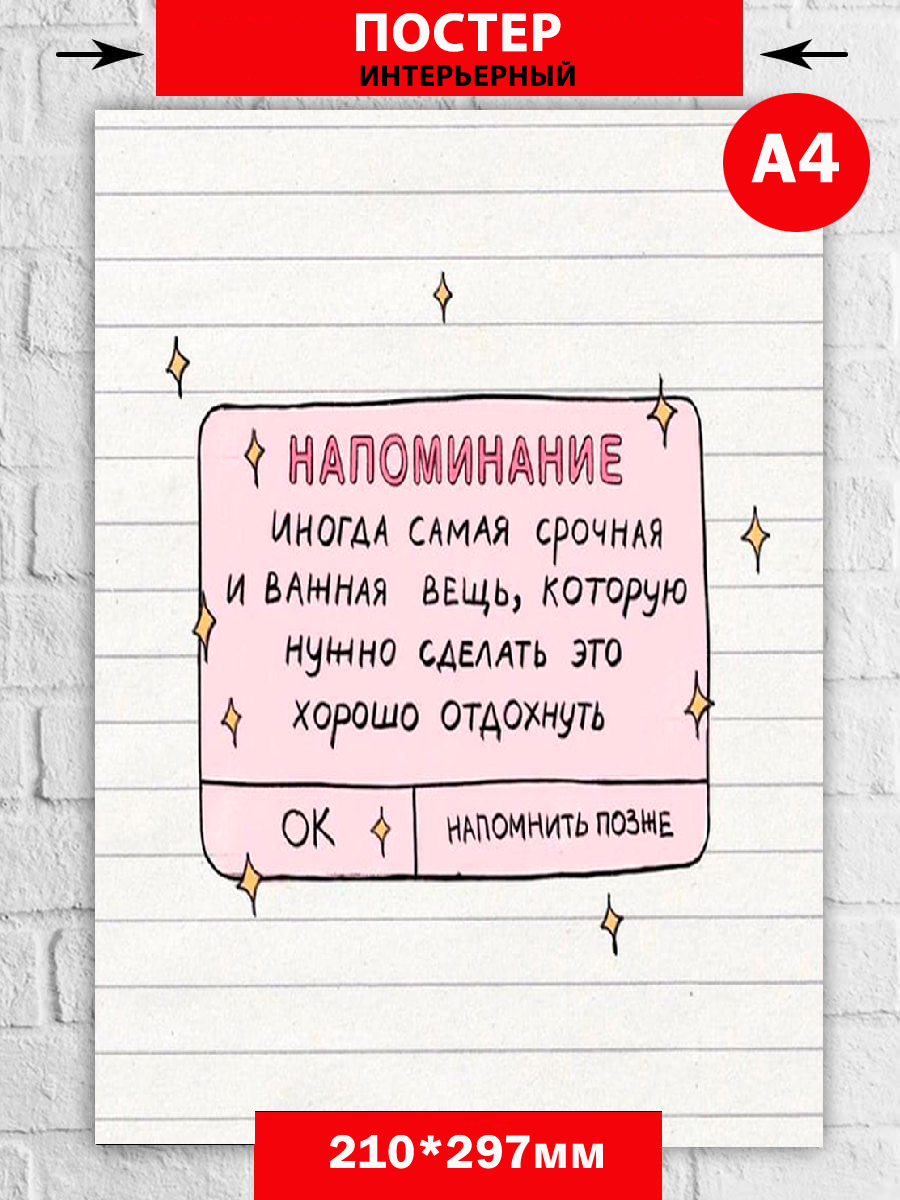 ПОСТЕР
ИНТЕРЬЕРНЫЙ
А4
НАПОМИНАНИЕ
ИНОГДА САМАЯ СРОЧНАЯ
И ВАЖНАЯ ВЕЩЬ, КОТОРУЮ
НУЖНО СДЕЛАТЬ ЭТО
ХОРОШО ОТДОХНУТЬ
ОК
НАПОМНИТЬ ПОЗЖЕ
210*297мм